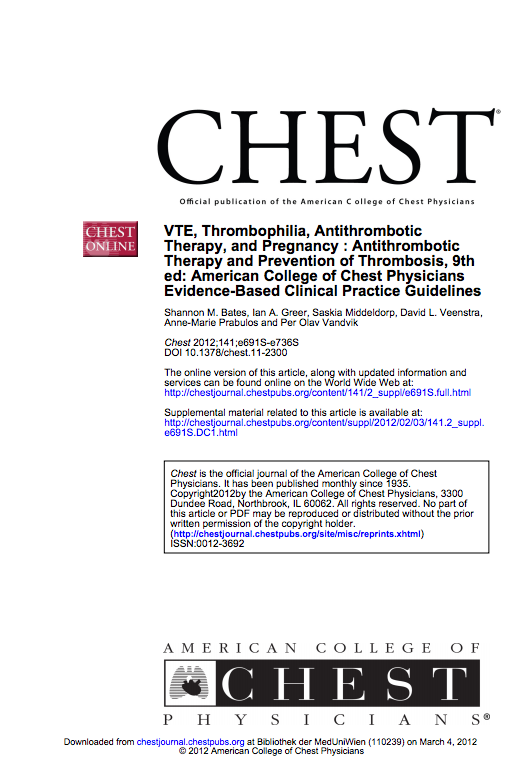 CHEST®
Official publication of the American C ollege of Chest Physicians
CHEST
ONLINE
VTE, Thrombophilia, Antithrombotic
Therapy, and Pregnancy : Antithrombotic
Therapy and Prevention of Thrombosis, 9th
ed: American College of Chest Physicians
Evidence-Based Clinical Practice Guidelines
Shannon M. Bates, Ian A. Greer, Saskia Middeldorp, David L. Veenstra,
Anne-Marie Prabulos and Per Olav Vandvik
Chest 2012;141;e691S-e736S
DOI 10.1378/chest.11-2300
The online version of this article, along with updated information and
services can be found online on the World Wide Web at:
http://chestjournal.chestpubs.org/content/141/2_suppl/e691S.full.html
Supplemental material related to this article is available at:
http://chestjournal.chestpubs.org/content/suppl/2012/02/03/141.2_suppl.
e691S.DC1.html
Chest is the official journal of the American College of Chest
Physicians. It has been published monthly since 1935.
Copyright2012by the American College of Chest Physicians, 3300
Dundee Road, Northbrook, IL 60062. All rights reserved. No part of
this article or PDF may be reproduced or distributed without the prior
written permission of the copyright holder.
(http://chestjournal.chestpubs.org/site/misc/reprints.xhtml)
ISSN:0012-3692
AMERICAN COLLEGE OF
CHEST
PHYSICIANS®
Downloaded from chestjournal.chestpubs.org at Bibliothek der MedUniWien (110239) on March 4, 2012
© 2012 American College of Chest Physicians